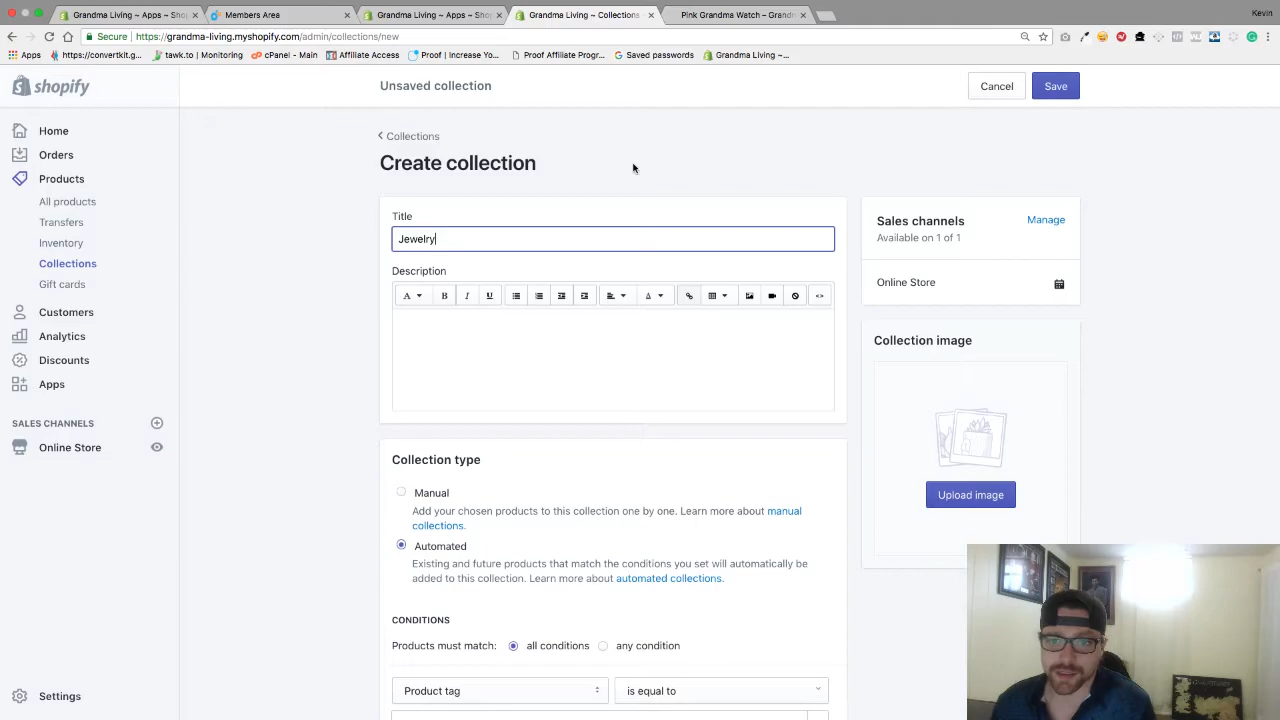 Grandma Living ~ Apps ~ Sho
Members Area
Grandma Living ~ Apps ~ Sho
Grandma Living ~ Collections
Pink Grandma Watch – Grandm
Kevin
Secure
https://grandma-living.myshopify.com/admin/collections/new
Apps
https://convertkit.g...
tawk.to | Monitoring
cPanel - Main
Affiliate Access
Proof | Increase Yo...
Proof Affiliate Progr...
Saved passwords
Grandma Living ~...
shopify
Unsaved collection
Cancel
Save
Home
Orders
Products
All products
Transfers
Inventory
Collections
Gift cards
Customers
Analytics
Discounts
Apps
SALES CHANNELS
Online Store
Settings
Collections
Create collection
Title
Jewelry
Description
A
B
I
U
A
<>
Collection type
Manual
Add your chosen products to this collection one by one. Learn more about manual
collections.
Automated
Existing and future products that match the conditions you set will automatically be
added to this collection. Learn more about automated collections.
CONDITIONS
Products must match:
all conditions
any condition
Product tag
is equal to
Sales channels
Manage
Available on 1 of 1
Online Store
Collection image
Upload image